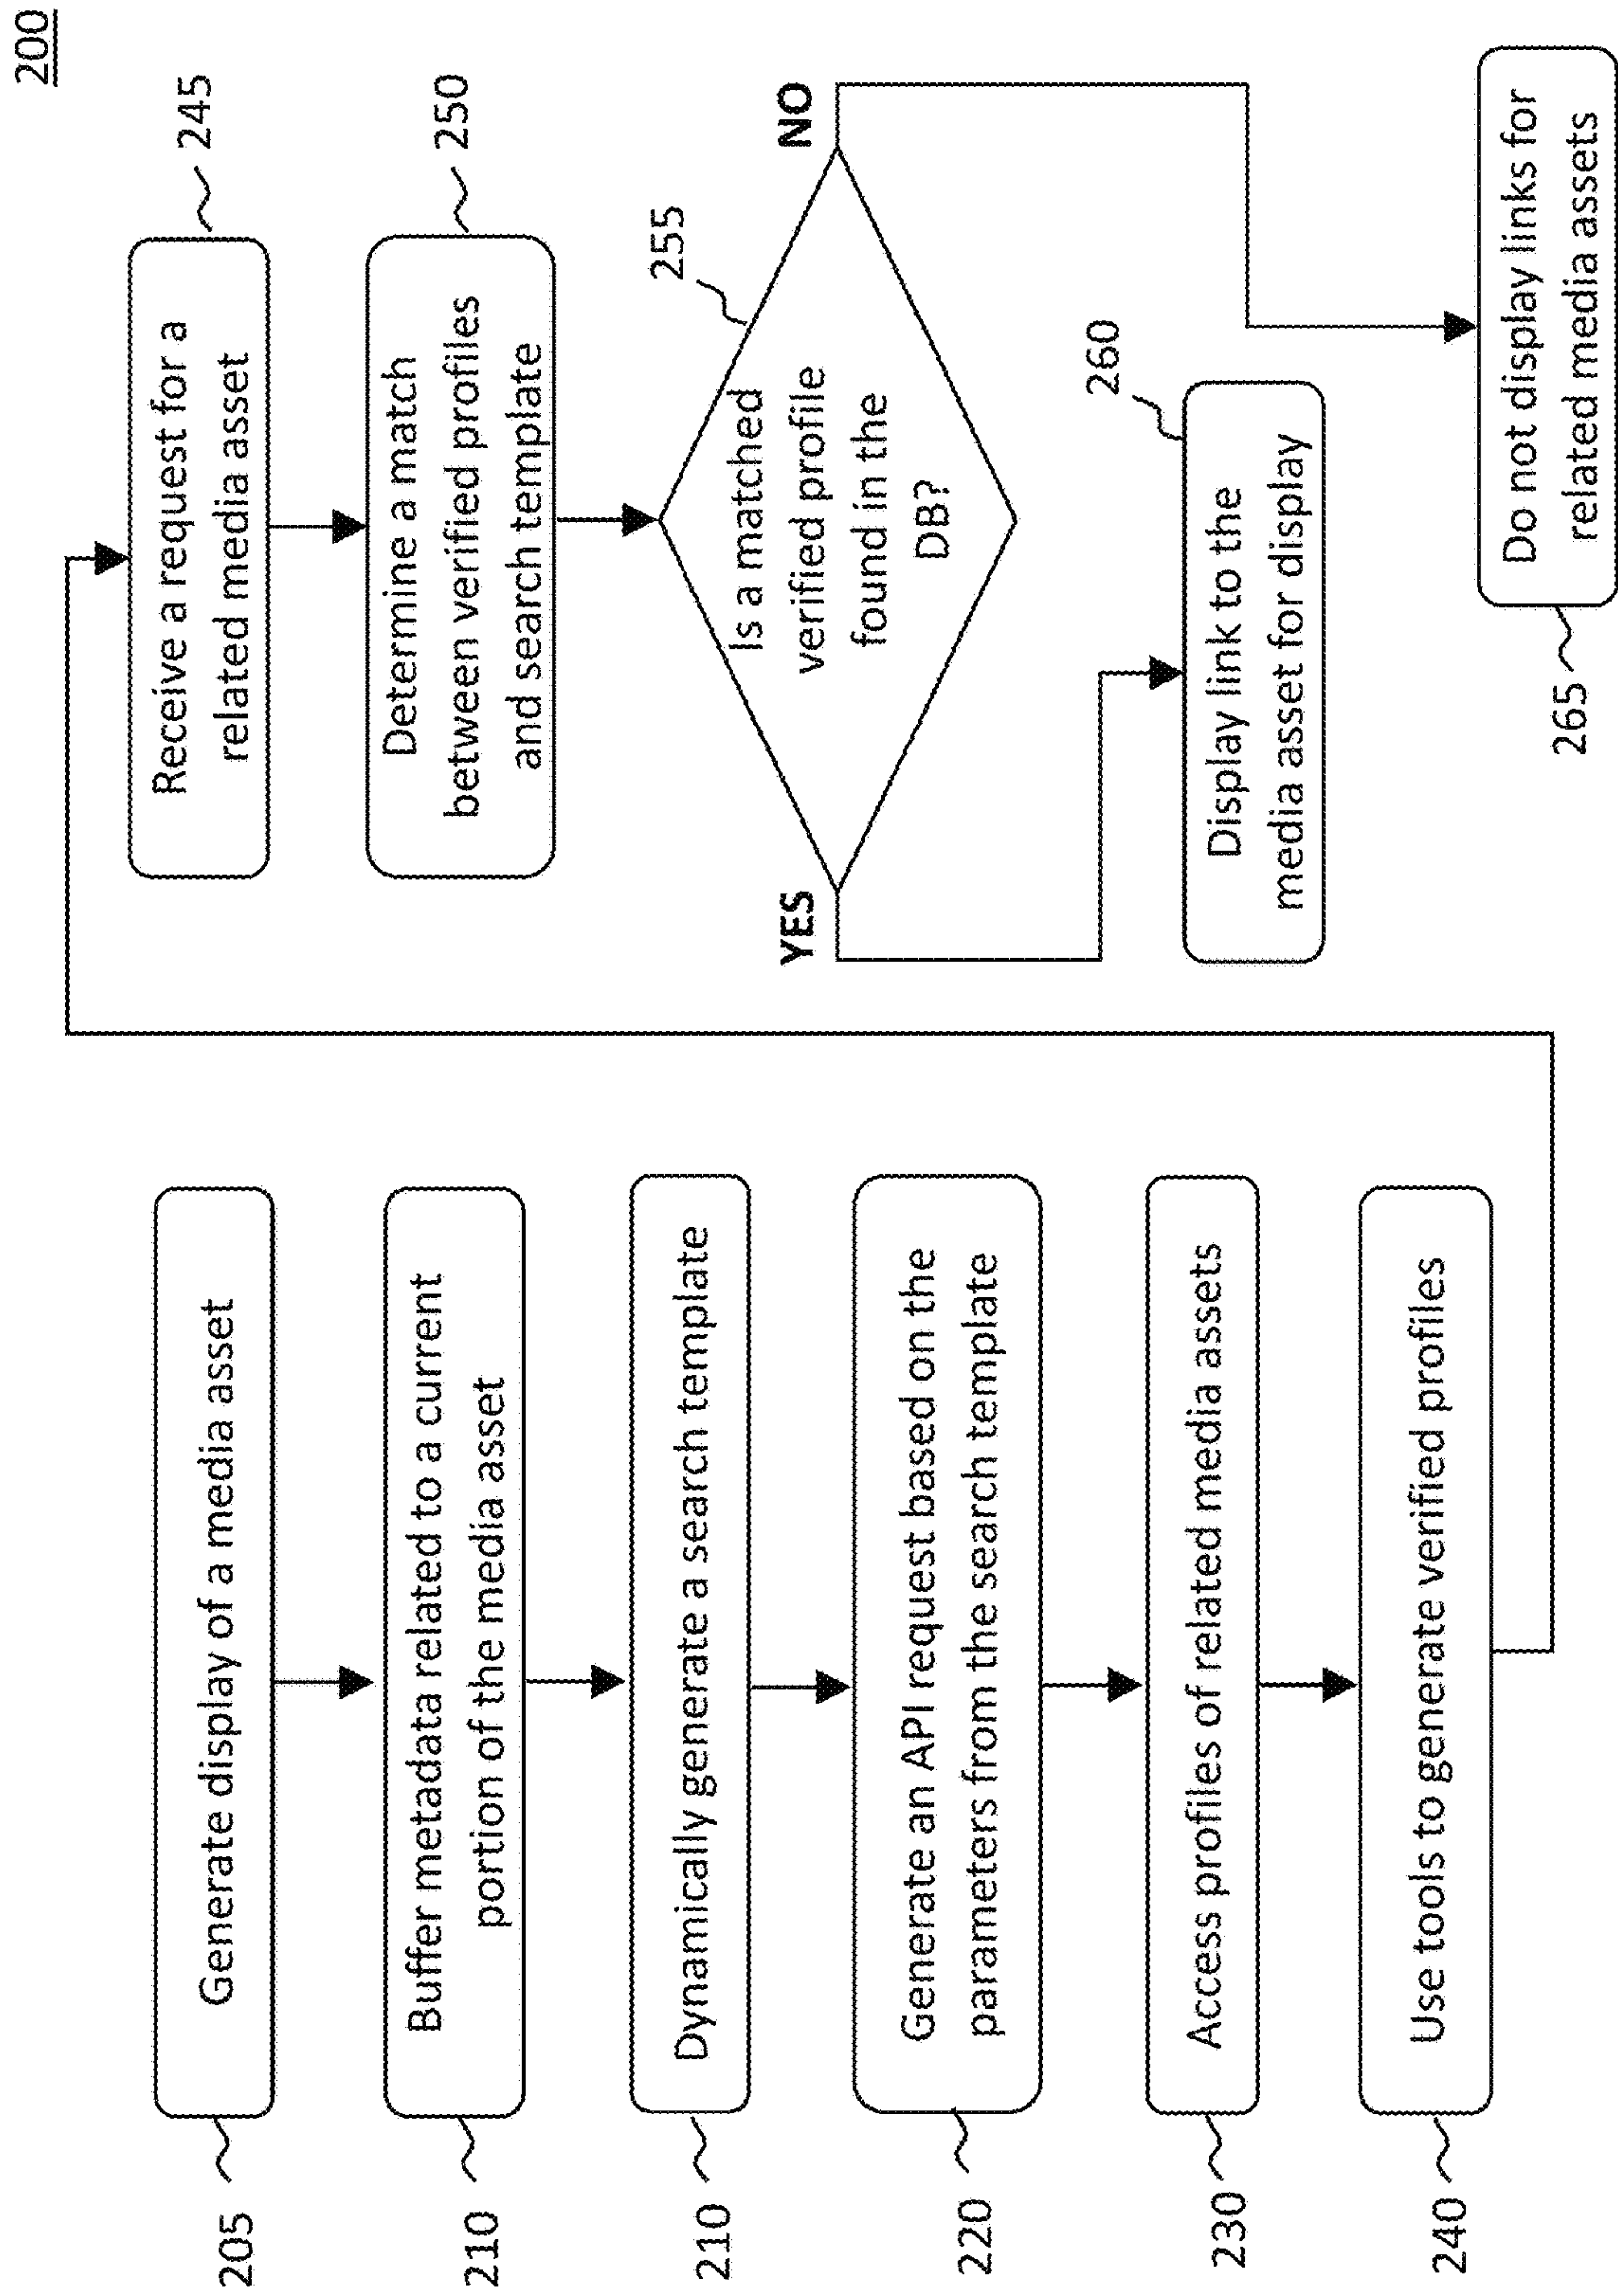 200
205
Generate display of a media asset
210
Buffer metadata related to a current
portion of the media asset
210
Dynamically generate a search template
220
Generate an API request based on the
parameters from the search template
230
Access profiles of related media assets
240
Use tools to generate verified profiles
245
Receive a request for a
related media asset
250
Determine a match
between verified profiles
and search template
255
Is a matched
verified profile
found in the
DB?
YES
NO
260
Display link to the
media asset for display
265
Do not display links for
related media assets